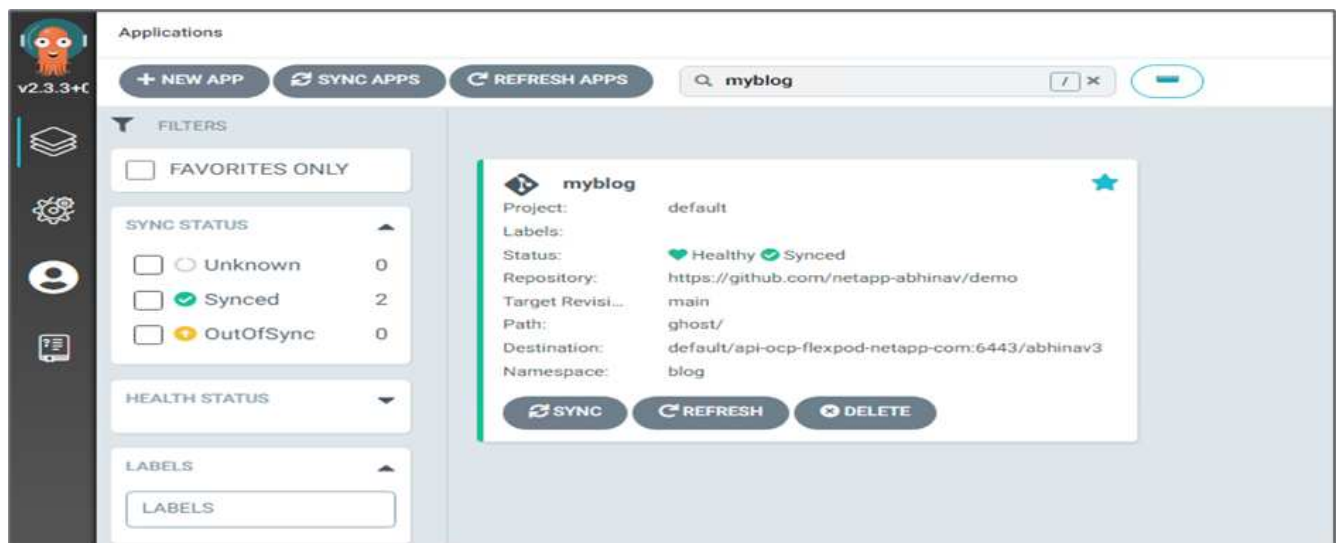 Applications
+ NEW APP SYNC APPS REFRESH APPS myblog /
v2.3.3+0
FILTERS
FAVORITES ONLY
SYNC STATUS
Unknown 0
Synced 2
OutOfSync 0
HEALTH STATUS
LABELS
LABELS
myblog
Project: default
Labels:
Status: Healthy Synced
Repository: https://github.com/netapp-abhinav/demo
Target Revisi... main
Path: ghost/
Destination: default/api-ocp-flexpod-netapp-com:6443/abhinav3
Namespace: blog
SYNC REFRESH DELETE